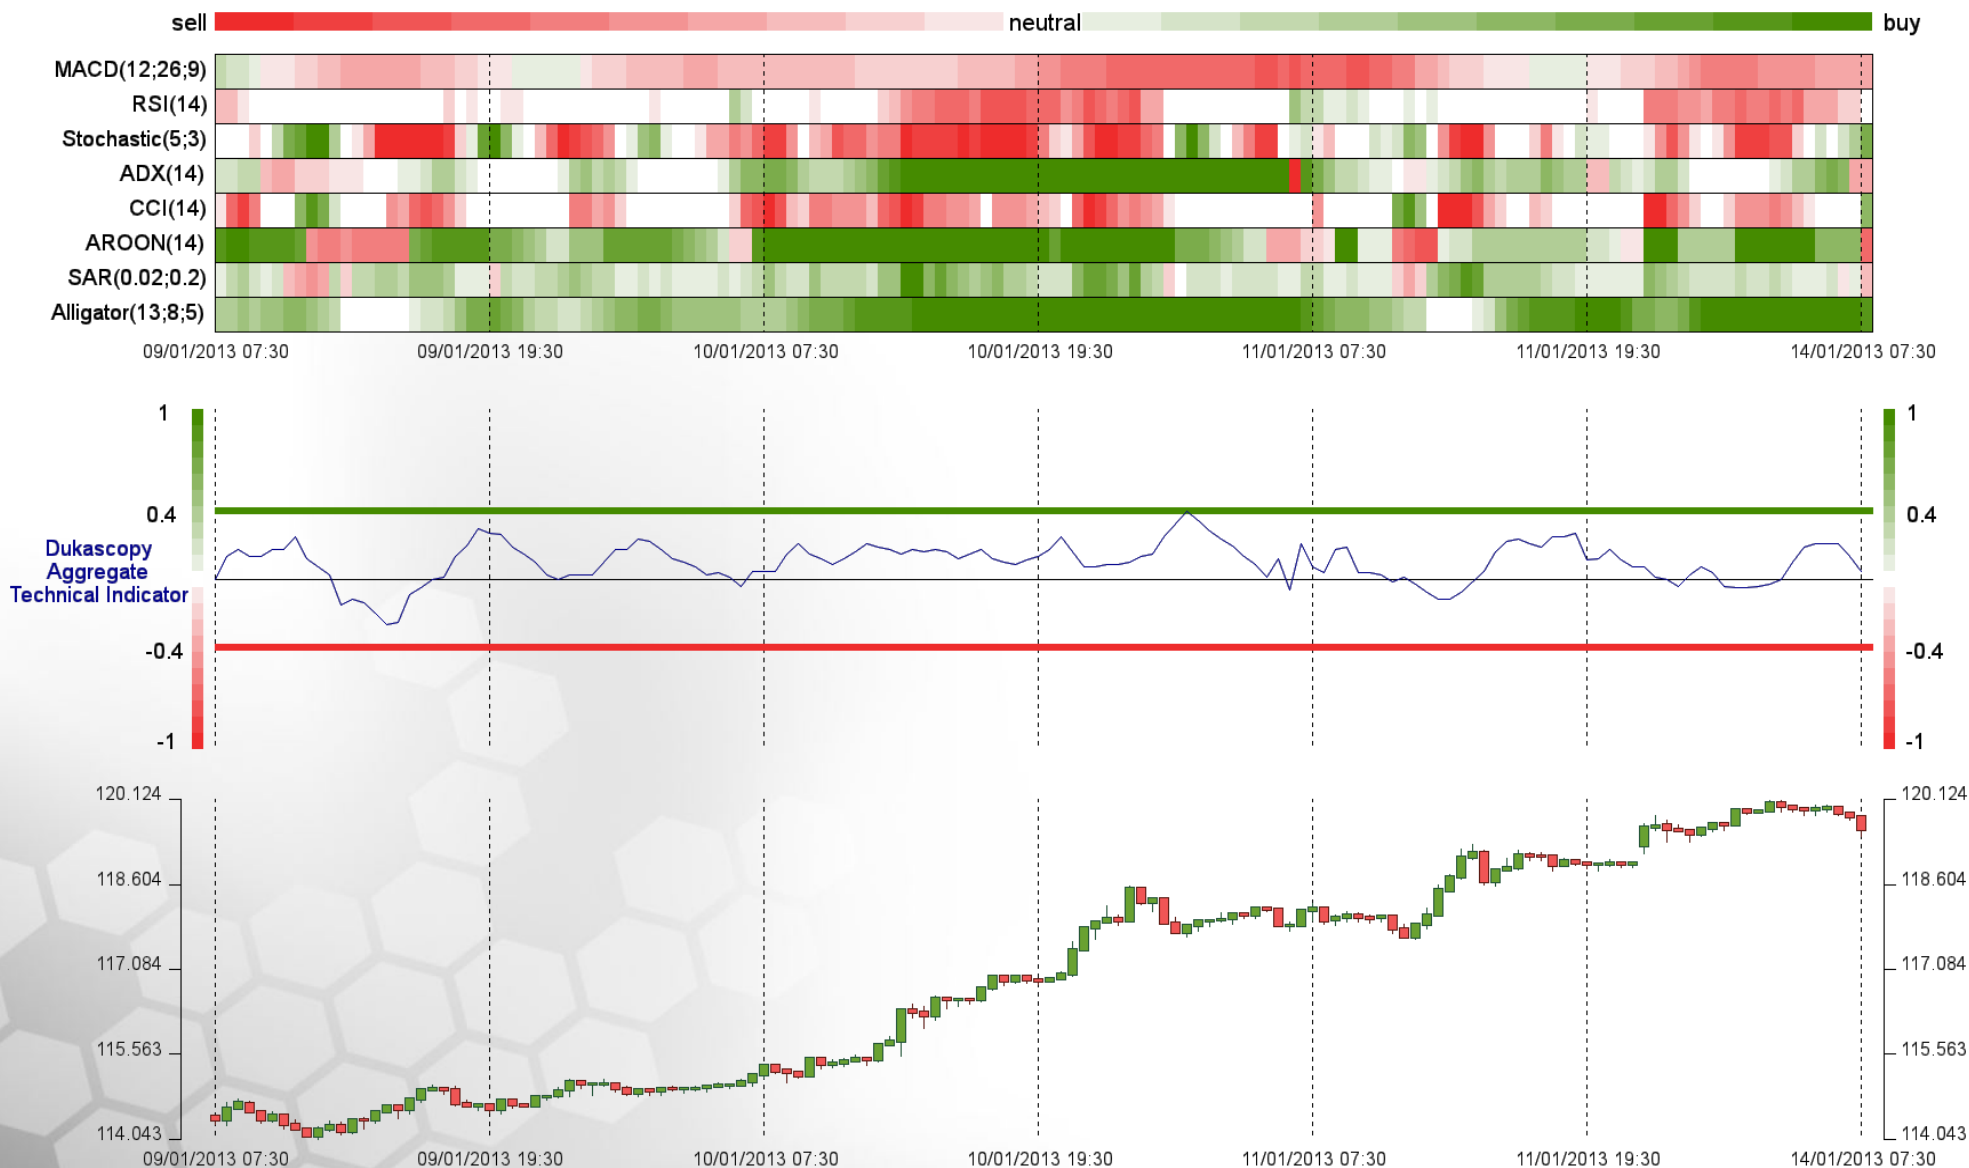 sell neutral buy
MACD(12;26;9)
RSI(14)
Stochastic(5;3)
ADX(14)
CCI(14)
AROON(14)
SAR(0.02;0.2)
Alligator(13;8;5)
09/01/2013 07:30 09/01/2013 19:30 10/01/2013 07:30 10/01/2013 19:30 11/01/2013 07:30 11/01/2013 19:30 14/01/2013 07:30
1 1
0.4 0.4
Dukascopy
Aggregate
Technical Indicator
-0.4 -0.4
-1 -1
120.124 120.124
118.604 118.604
117.084 117.084
115.563 115.563
114.043 114.043
09/01/2013 07:30 09/01/2013 19:30 10/01/2013 07:30 10/01/2013 19:30 11/01/2013 07:30 11/01/2013 19:30 14/01/2013 07:30